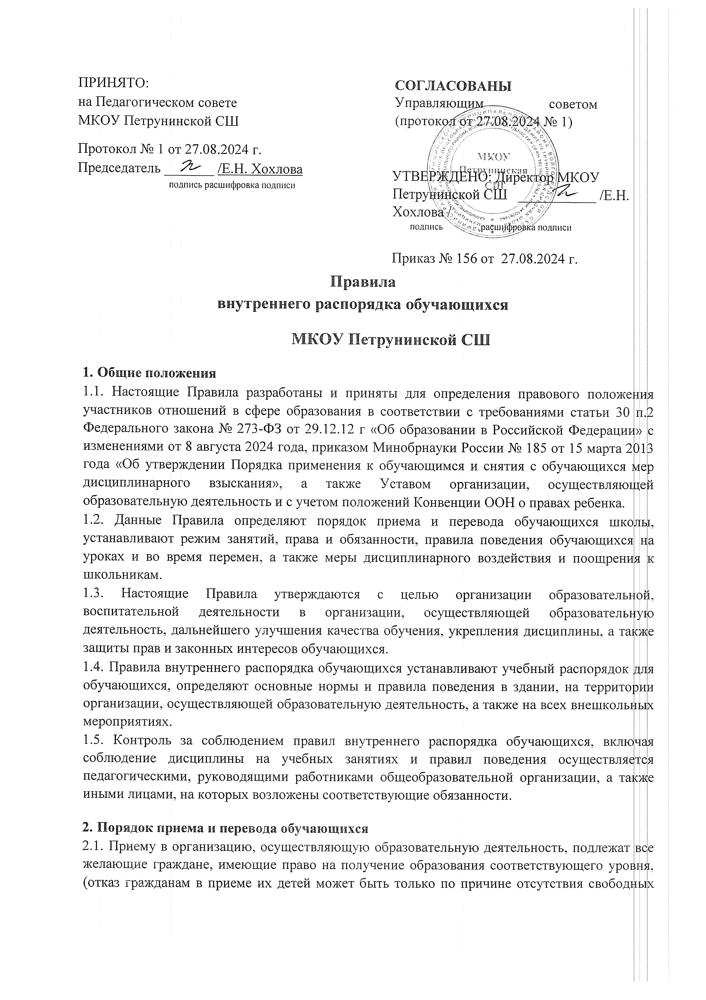 ПРИНЯТО:
на Педагогическом совете
МКОУ Петрунинской СШ
Протокол № 1 от 27.08.2024 г.
Председатель ________ /Е.Н. Хохлова
подпись расшифровка подписи
СОГЛАСОВАНЫ
Управляющим советом
(протокол от 27.08.2024 № 1)
МКОУ
Петрунинская
СШ
УТВЕРЖДЕНО: Директор МКОУ
Петрунинской СШ ____________ /Е.Н.
Хохлова /
подпись расшифровка подписи
Приказ № 156 от 27.08.2024 г.
Правила
внутреннего распорядка обучающихся
МКОУ Петрунинской СШ
1. Общие положения
1.1. Настоящие Правила разработаны и приняты для определения правового положения
участников отношений в сфере образования в соответствии с требованиями статьи 30 п.2
Федерального закона № 273-ФЗ от 29.12.12 г «Об образовании в Российской Федерации» с
изменениями от 8 августа 2024 года, приказом Минобрнауки России № 185 от 15 марта 2013
года «Об утверждении Порядка применения к обучающимся и снятия с обучающихся мер
дисциплинарного взыскания», а также Уставом организации, осуществляющей
образовательную деятельность и с учетом положений Конвенции ООН о правах ребенка.
1.2. Данные Правила определяют порядок приема и перевода обучающихся школы,
устанавливают режим занятий, права и обязанности, правила поведения обучающихся на
уроках и во время перемен, а также меры дисциплинарного воздействия и поощрения к
школьникам.
1.3. Настоящие Правила утверждаются с целью организации образовательной,
воспитательной деятельности в организации, осуществляющей образовательную
деятельность, дальнейшего улучшения качества обучения, укрепления дисциплины, а также
защиты прав и законных интересов обучающихся.
1.4. Правила внутреннего распорядка обучающихся устанавливают учебный распорядок для
обучающихся, определяют основные нормы и правила поведения в здании, на территории
организации, осуществляющей образовательную деятельность, а также на всех внешкольных
мероприятиях.
1.5. Контроль за соблюдением правил внутреннего распорядка обучающихся, включая
соблюдение дисциплины на учебных занятиях и правил поведения осуществляется
педагогическими, руководящими работниками общеобразовательной организации, а также
иными лицами, на которых возложены соответствующие обязанности.
2. Порядок приема и перевода обучающихся
2.1. Приему в организацию, осуществляющую образовательную деятельность, подлежат все
желающие граждане, имеющие право на получение образования соответствующего уровня,
(отказ гражданам в приеме их детей может быть только по причине отсутствия свободных